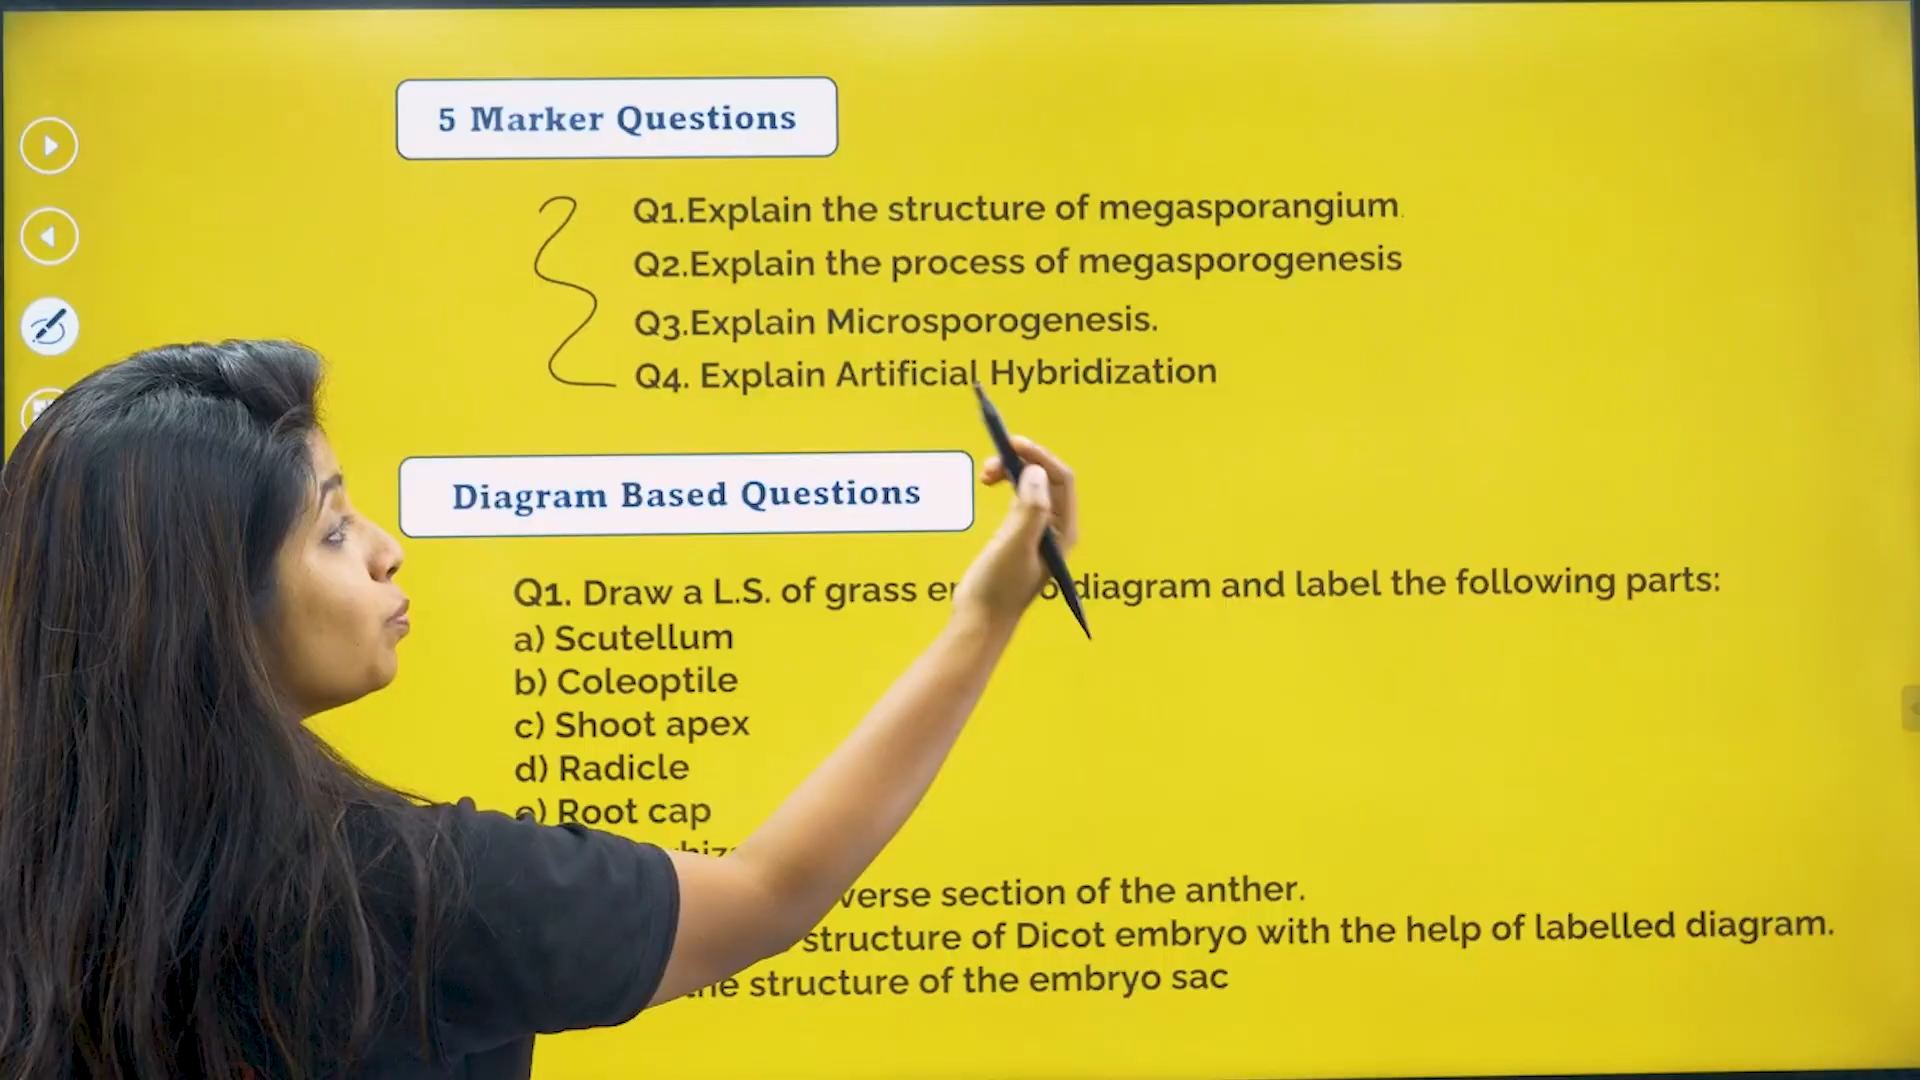 5 Marker Questions
Q1.Explain the structure of megasporangium.
Q2.Explain the process of megasporogenesis
Q3.Explain Microsporogenesis.
Q4. Explain Artificial Hybridization
Diagram Based Questions
Q1. Draw a L.S. of grass diagram and label the following parts:
a) Scutellum
b) Coleoptile
c) Shoot apex
d) Radicle
e) Root cap
section of the anther.
structure of Dicot embryo with the help of labelled diagram.
structure of the embryo sac